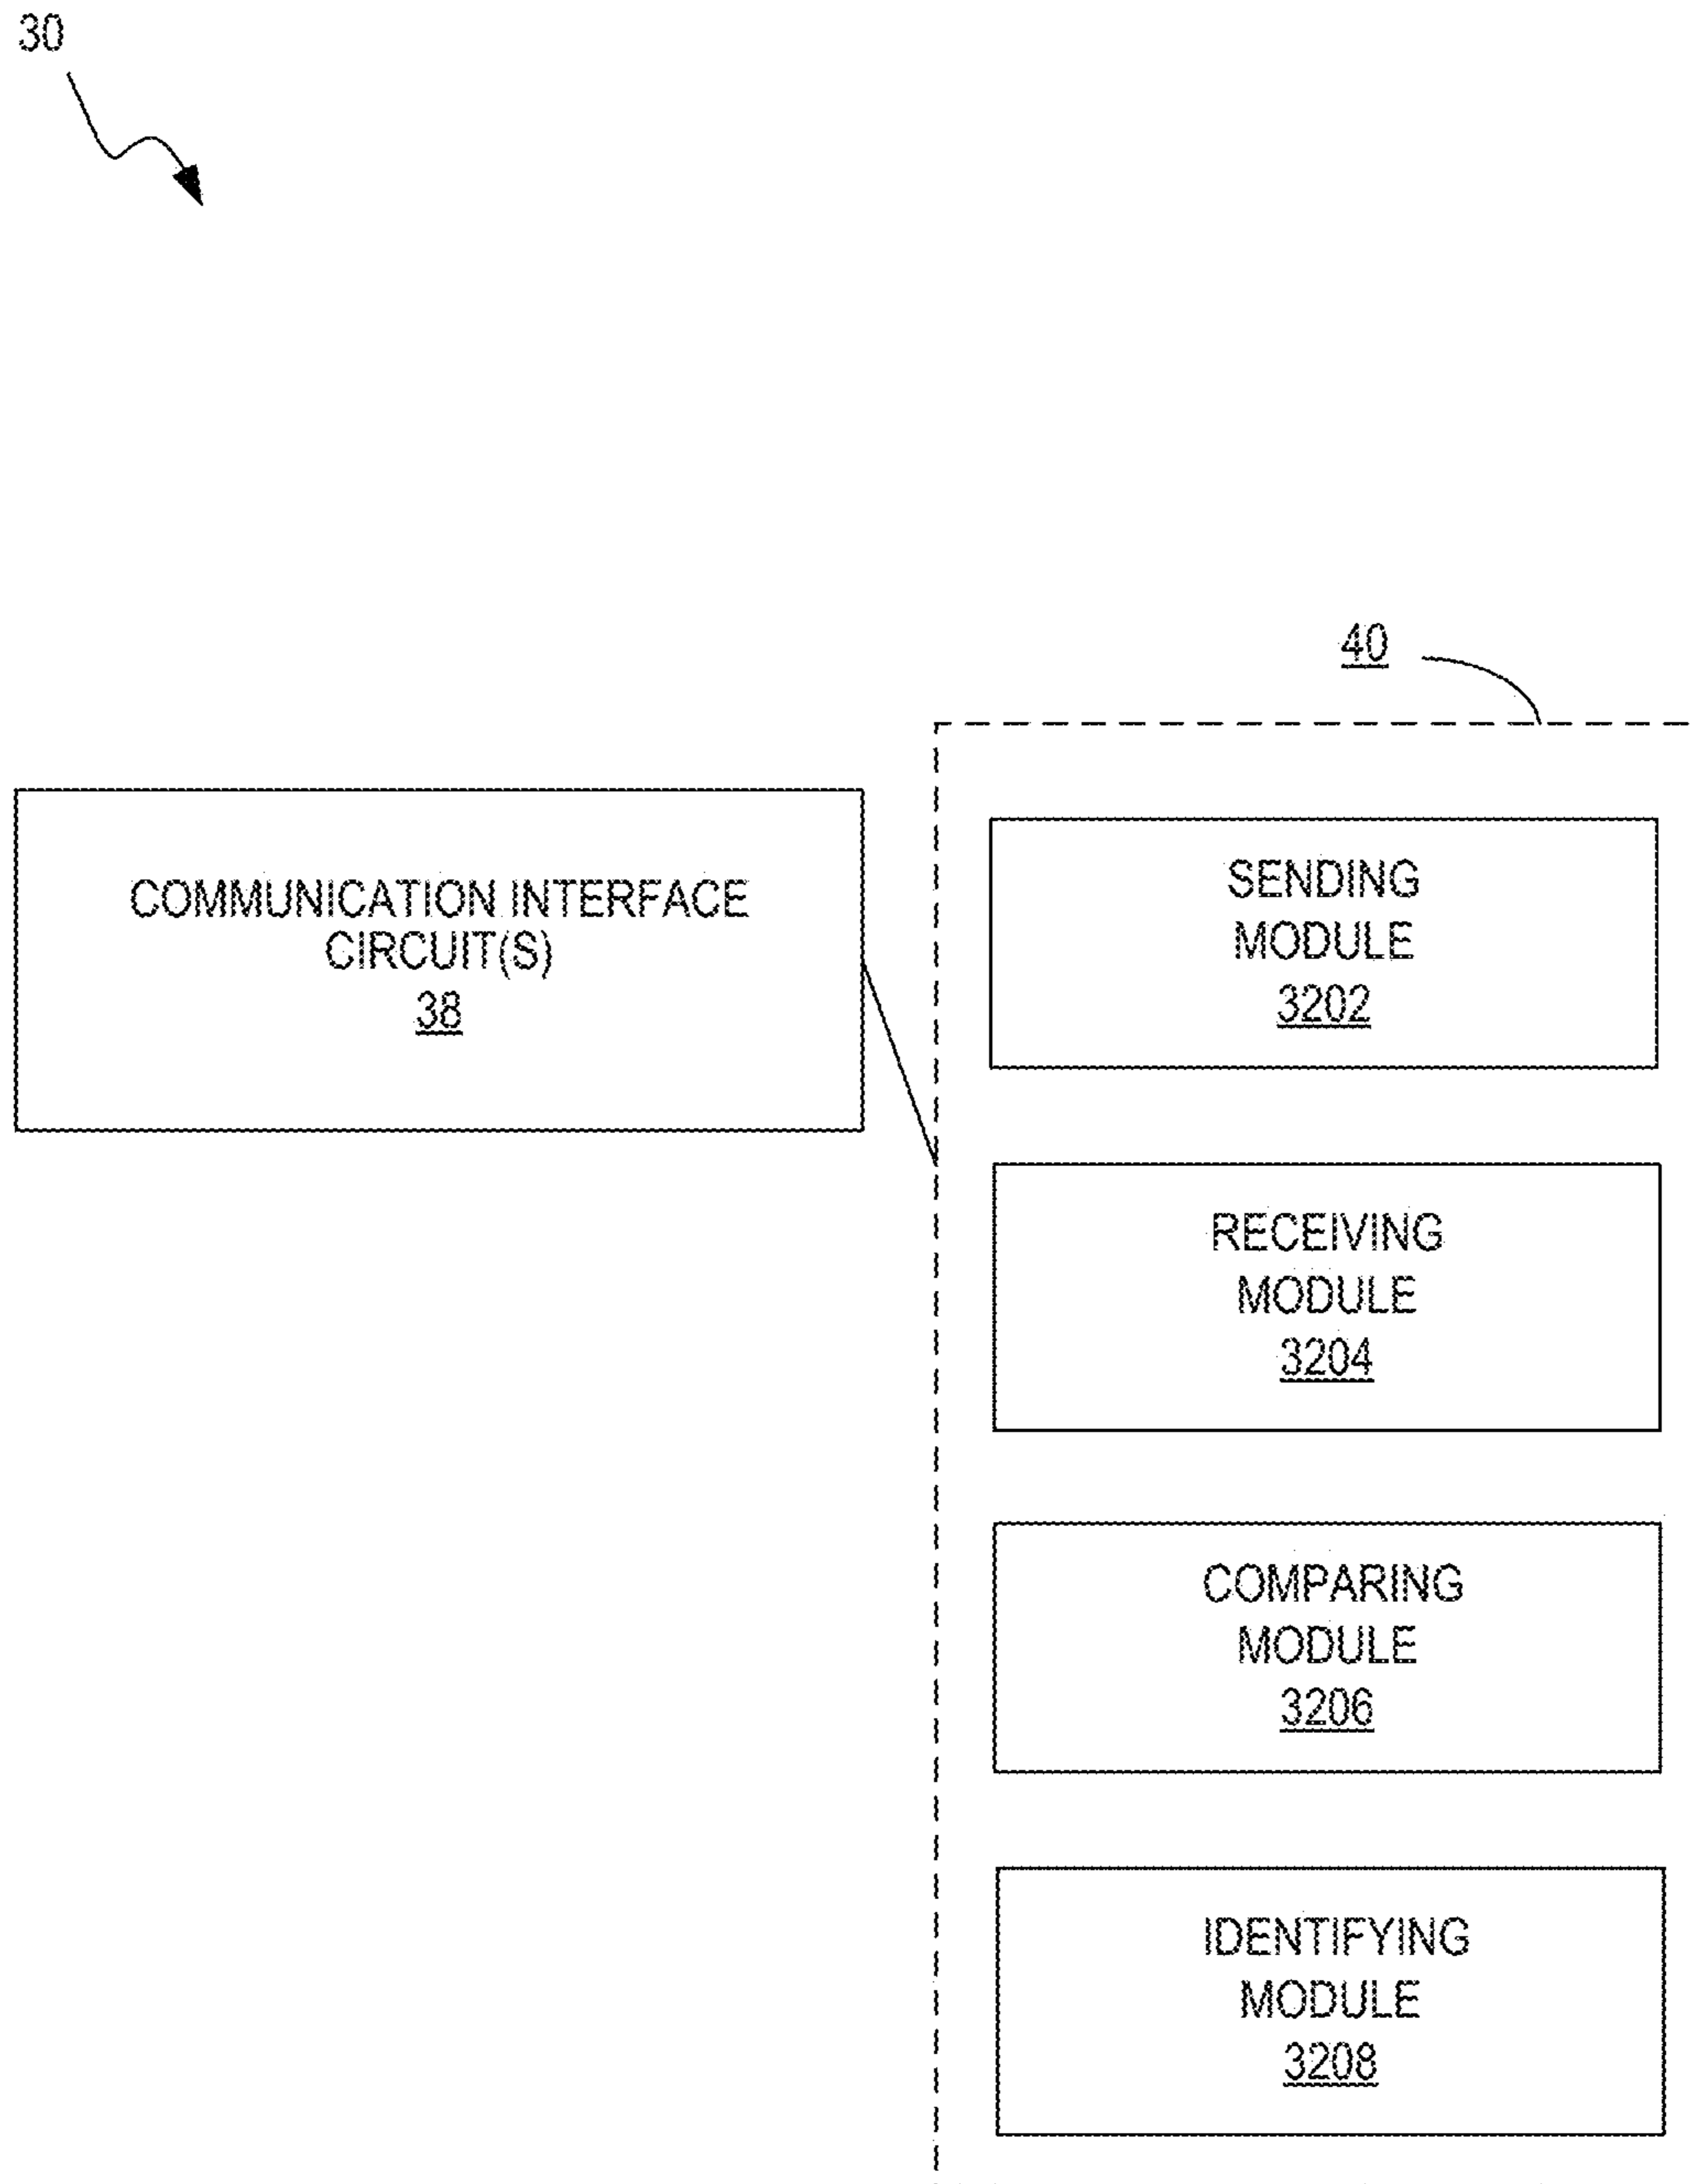 30
40
COMMUNICATION INTERFACE
CIRCUIT(S)
38
SENDING
MODULE
3202
RECEIVING
MODULE
3204
COMPARING
MODULE
3206
IDENTIFYING
MODULE
3208